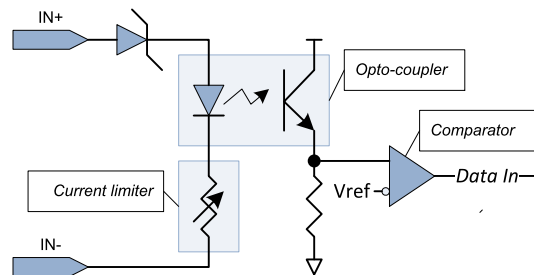 IN+
Opto-coupler
Comparator
Current limiter
Vref
Data In
IN-